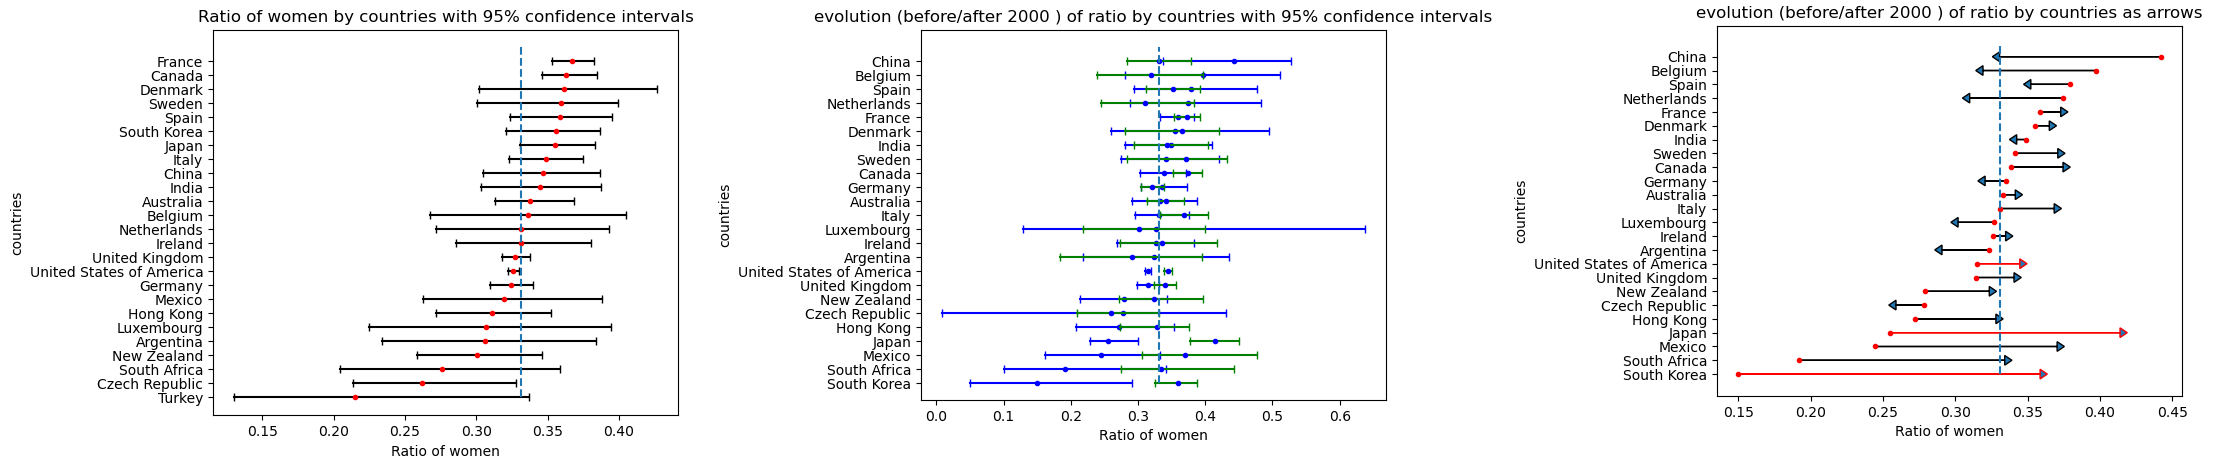 Ratio of women by countries with 95% confidence intervals
countries
France
Canada
Denmark
Sweden
Spain
South Korea
Japan
Italy
China
India
Australia
Belgium
Netherlands
Ireland
United Kingdom
United States of America
Germany
Mexico
Hong Kong
Luxembourg
Argentina
New Zealand
South Africa
Czech Republic
Turkey
0.15 0.20 0.25 0.30 0.35 0.40
Ratio of women
evolution (before/after 2000 ) of ratio by countries with 95% confidence intervals
countries
China
Belgium
Spain
Netherlands
France
Denmark
India
Sweden
Canada
Germany
Australia
Italy
Luxembourg
Ireland
Argentina
United States of America
United Kingdom
New Zealand
Czech Republic
Hong Kong
Japan
Mexico
South Africa
South Korea
0.0 0.1 0.2 0.3 0.4 0.5 0.6
Ratio of women
evolution (before/after 2000 ) of ratio by countries as arrows
countries
China
Belgium
Spain
Netherlands
France
Denmark
India
Sweden
Canada
Germany
Australia
Italy
Luxembourg
Ireland
Argentina
United States of America
United Kingdom
New Zealand
Czech Republic
Hong Kong
Japan
Mexico
South Africa
South Korea
0.15 0.20 0.25 0.30 0.35 0.40 0.45
Ratio of women